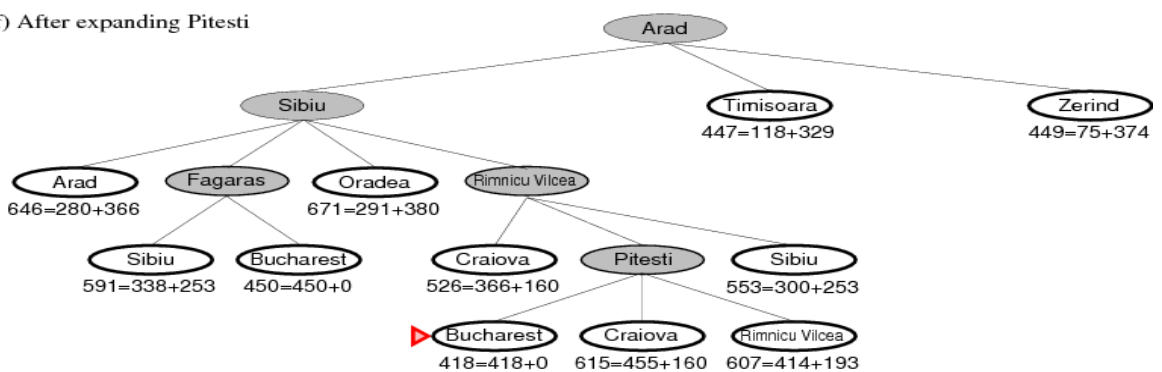 f) After expanding Pitesti
Arad
Sibiu
Timisoara
Zerind
447=118+329
449=75+374
Arad
Fagaras
Oradea
Rimnicu Vilcea
646=280+366
671=291+380
Sibiu
Bucharest
Craiova
Pitesti
Sibiu
591=338+253
450=450+0
526=366+160
553=300+253
Bucharest
Craiova
Rimnicu Vilcea
418=418+0
615=455+160
607=414+193